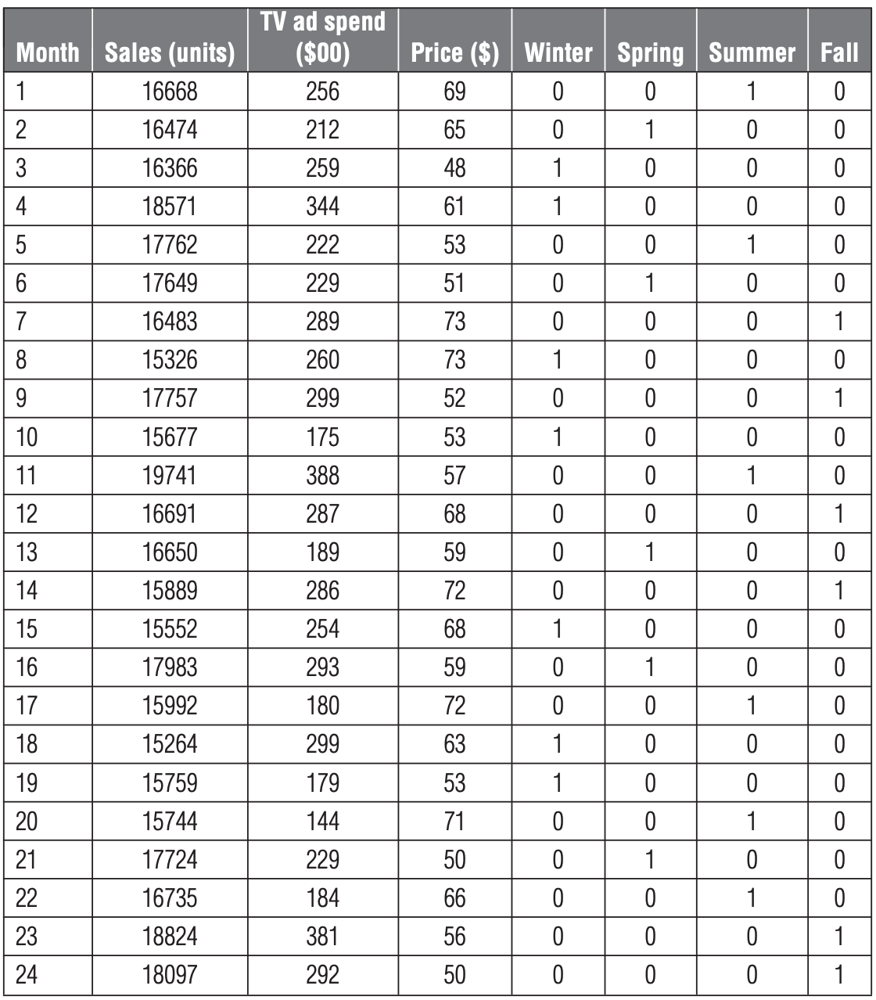 Month Sales (units) TV ad spend ($00) Price ($) Winter Spring Summer Fall
1 16668 256 69 0 0 1 0
2 16474 212 65 0 1 0 0
3 16366 259 48 1 0 0 0
4 18571 344 61 1 0 0 0
5 17762 222 53 0 0 1 0
6 17649 229 51 0 1 0 0
7 16483 289 73 0 0 0 1
8 15326 260 73 1 0 0 0
9 17757 299 52 0 0 0 1
10 15677 175 53 1 0 0 0
11 19741 388 57 0 0 1 0
12 16691 287 68 0 0 0 1
13 16650 189 59 0 1 0 0
14 15889 286 72 0 0 0 1
15 15552 254 68 1 0 0 0
16 17983 293 59 0 1 0 0
17 15992 180 72 0 0 1 0
18 15264 299 63 1 0 0 0
19 15759 179 53 1 0 0 0
20 15744 144 71 0 0 1 0
21 17724 229 50 0 1 0 0
22 16735 184 66 0 0 1 0
23 18824 381 56 0 0 0 1
24 18097 292 50 0 0 0 1